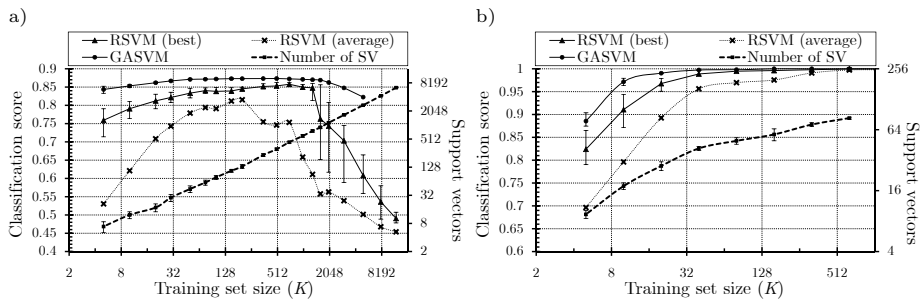 a)
RSVM (best) RSVM (average)
GASVM Number of SV
Classification score
0.9
0.85
0.8
0.75
0.7
0.65
0.6
0.55
0.5
0.45
0.4
8192
2048
512
128
32
8
2
Support vectors
2 8 32 128 512 2048 8192
Training set size (K)
b)
RSVM (best) RSVM (average)
GASVM Number of SV
Classification score
1
0.95
0.9
0.85
0.8
0.75
0.7
0.65
0.6
256
64
16
4
Support vectors
2 8 32 128 512
Training set size (K)